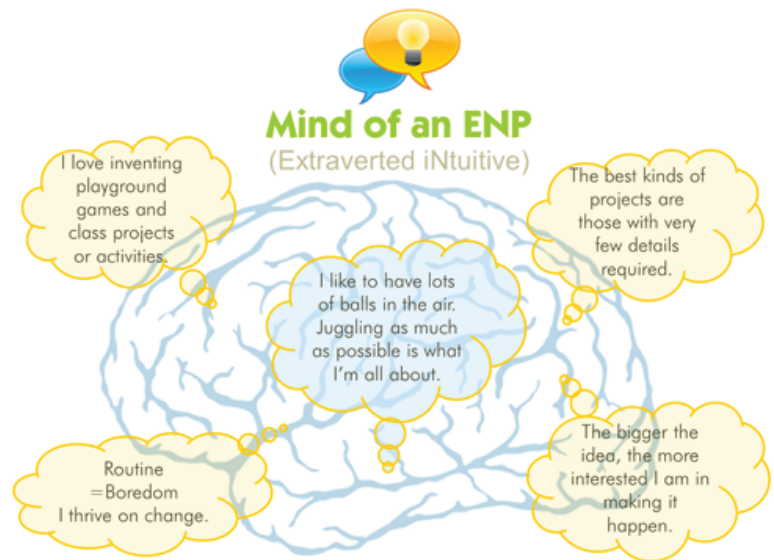 Mind of an ENP
(Extraverted iNtuitive)
I love inventing
playground
games and
class projects
or activities.
The best kinds of
projects are
those with very
few details
required.
I like to have lots
of balls in the air.
Juggling as much
as possible is what
I'm all about.
Routine
=Boredom
I thrive on change.
The bigger the
idea, the more
interested I am in
making it
happen.